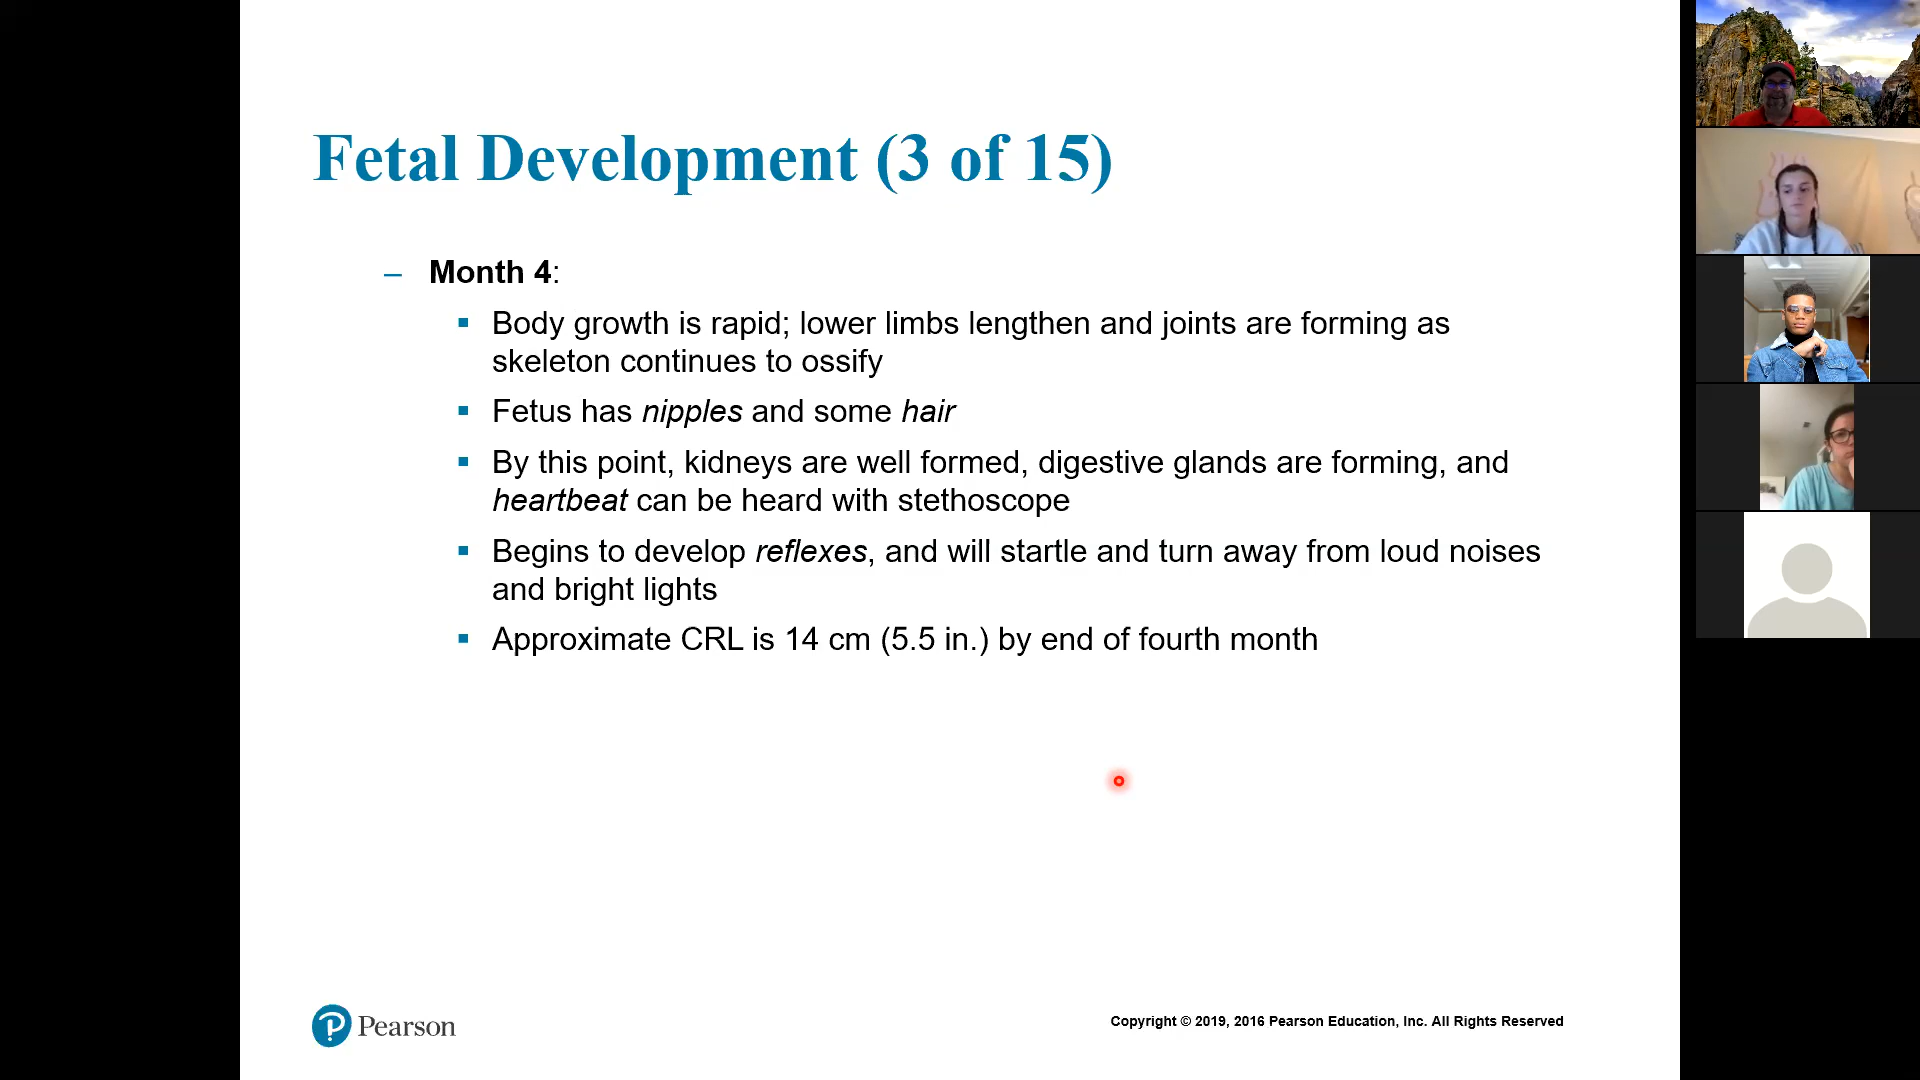 Fetal Development (3 of 15)
– Month 4:
▪ Body growth is rapid; lower limbs lengthen and joints are forming as
skeleton continues to ossify
▪ Fetus has nipples and some hair
▪ By this point, kidneys are well formed, digestive glands are forming, and
heartbeat can be heard with stethoscope
▪ Begins to develop reflexes, and will startle and turn away from loud noises
and bright lights
▪ Approximate CRL is 14 cm (5.5 in.) by end of fourth month
Pearson
Copyright © 2019, 2016 Pearson Education, Inc. All Rights Reserved